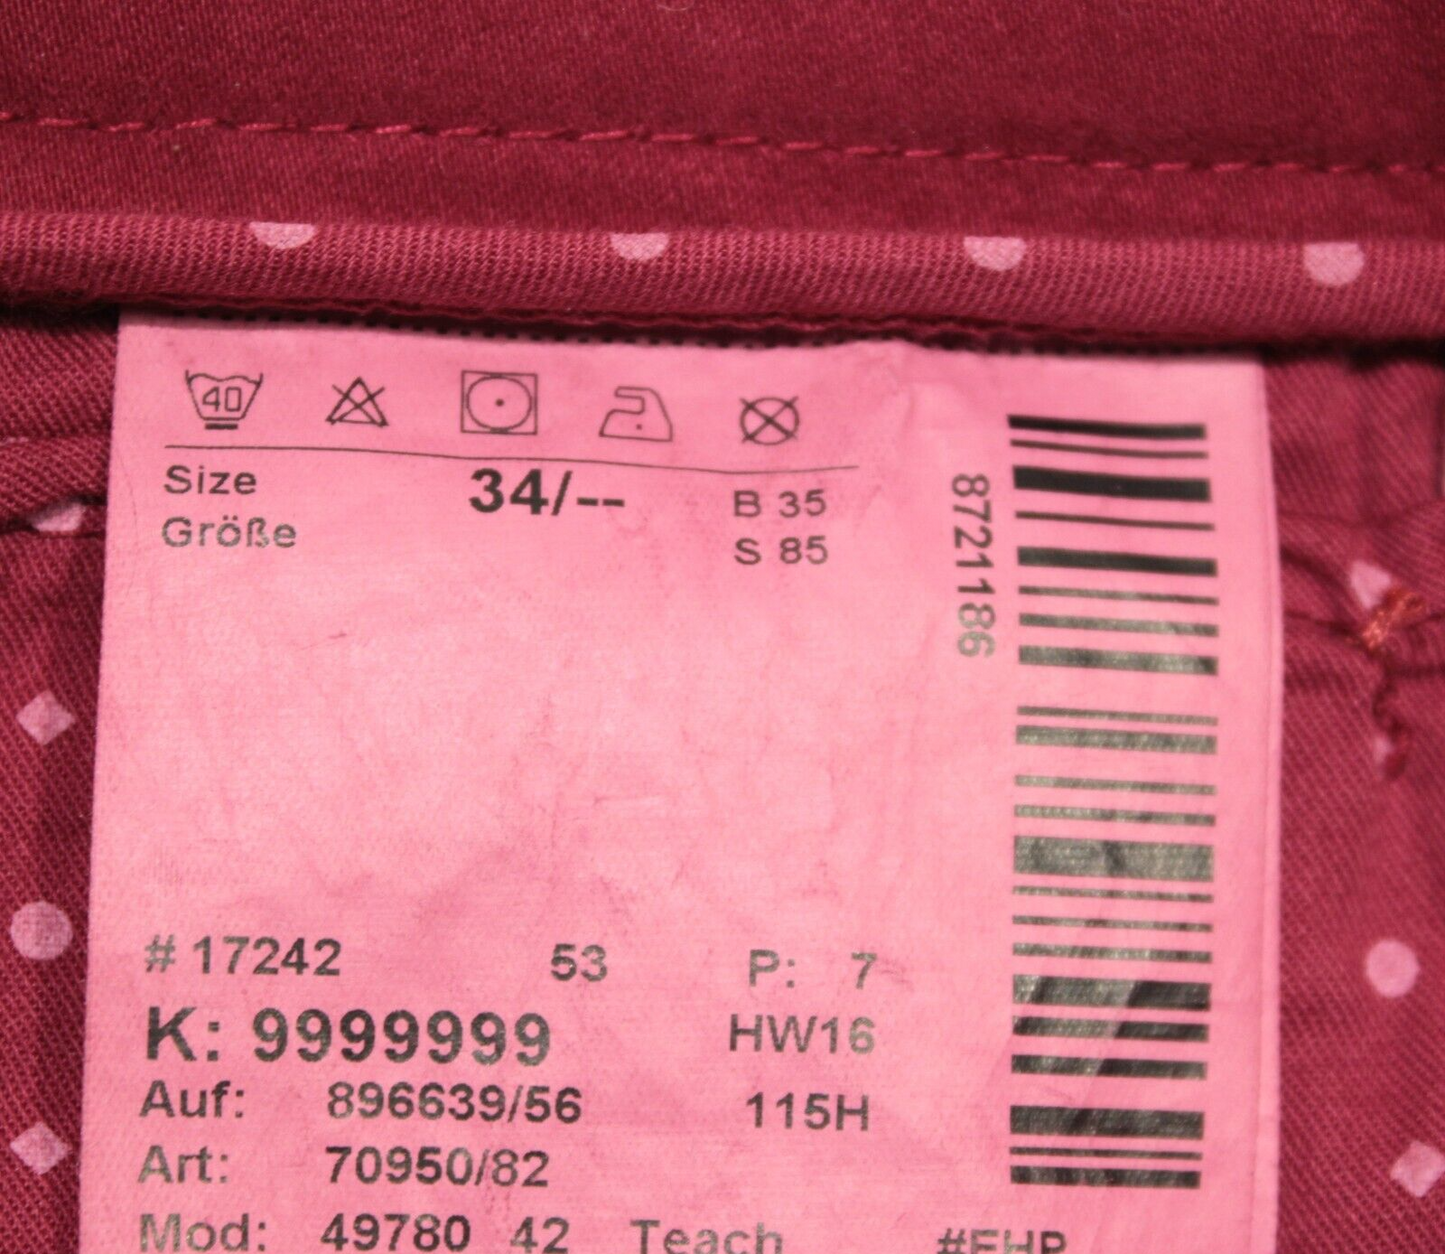 40
Size 34/-- B 35
Größe S 85
8721186
# 17242 53 P: 7
K: 9999999 HW16
Auf: 896639/56 115H
Art: 70950/82
Mod: 49780 42 Teach #EHP